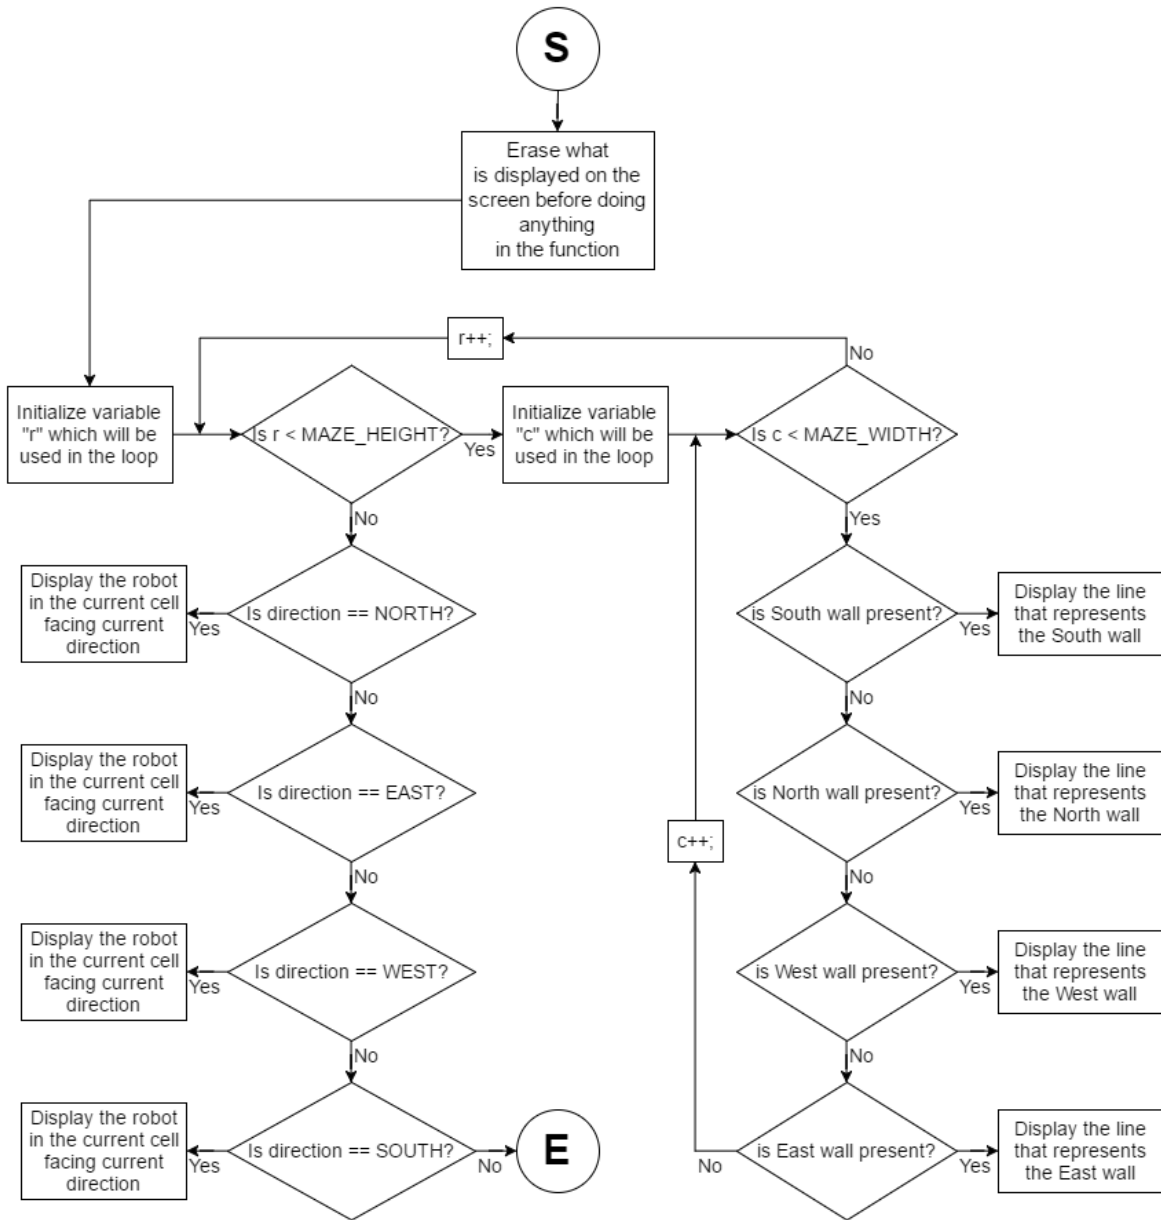 S
Erase what
is displayed on the
screen before doing
anything
in the function
r++;
No
Initialize variable
"r" which will be
used in the loop
Is r < MAZE_HEIGHT?
Yes
Initialize variable
"c" which will be
used in the loop
Is c < MAZE_WIDTH?
No
Yes
Display the robot
in the current cell
facing current
direction
Yes
Is direction == NORTH?
is South wall present?
Yes
Display the line
that represents
the South wall
No
No
Display the robot
in the current cell
facing current
direction
Yes
Is direction == EAST?
is North wall present?
Yes
Display the line
that represents
the North wall
c++;
No
No
Display the robot
in the current cell
facing current
direction
Yes
Is direction == WEST?
is West wall present?
Yes
Display the line
that represents
the West wall
No
No
Display the robot
in the current cell
facing current
direction
Yes
Is direction == SOUTH?
No
E
No
is East wall present?
Yes
Display the line
that represents
the East wall